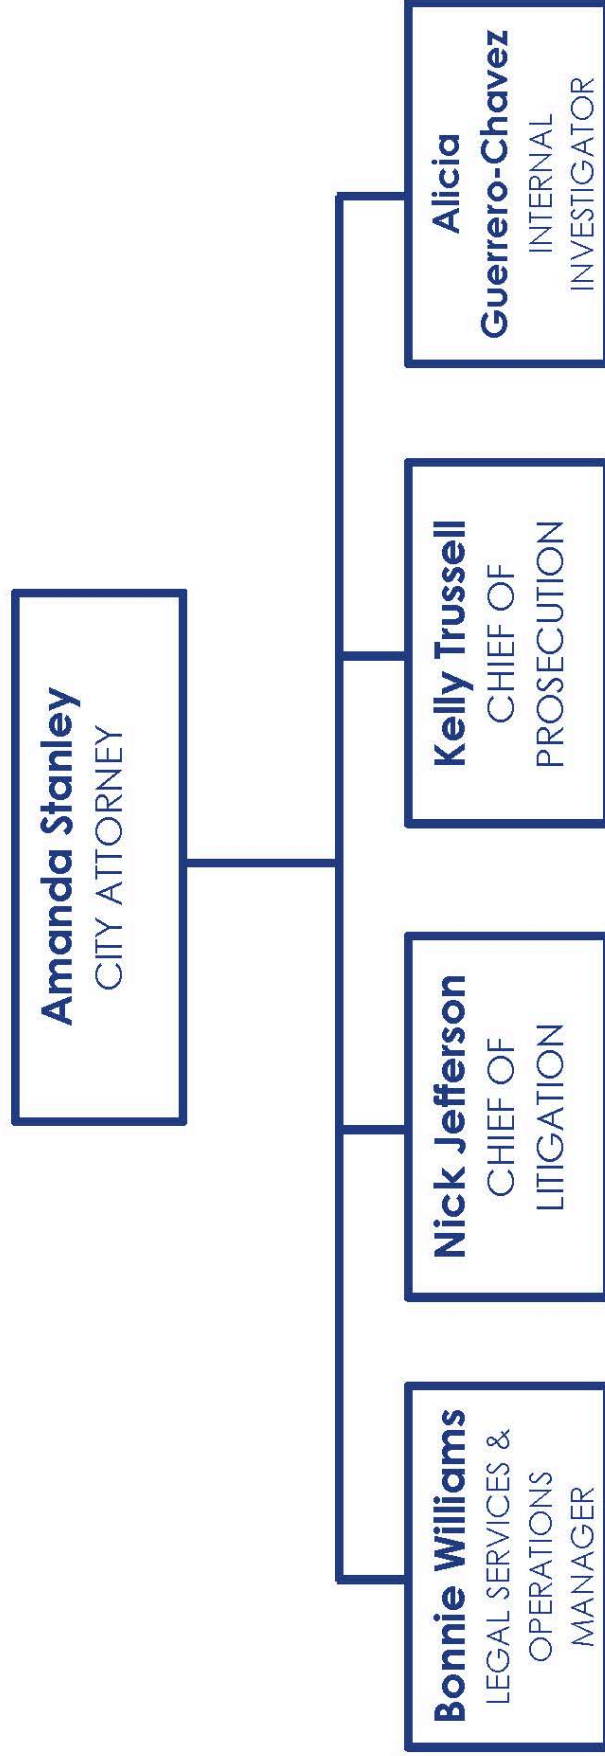 Amanda Stanley
CITY ATTORNEY
Bonnie Williams
LEGAL SERVICES &
OPERATIONS
MANAGER
Nick Jefferson
CHIEF OF
LITIGATION
Kelly Trussell
CHIEF OF
PROSECUTION
Alicia
Guerrero-Chavez
INTERNAL
INVESTIGATOR